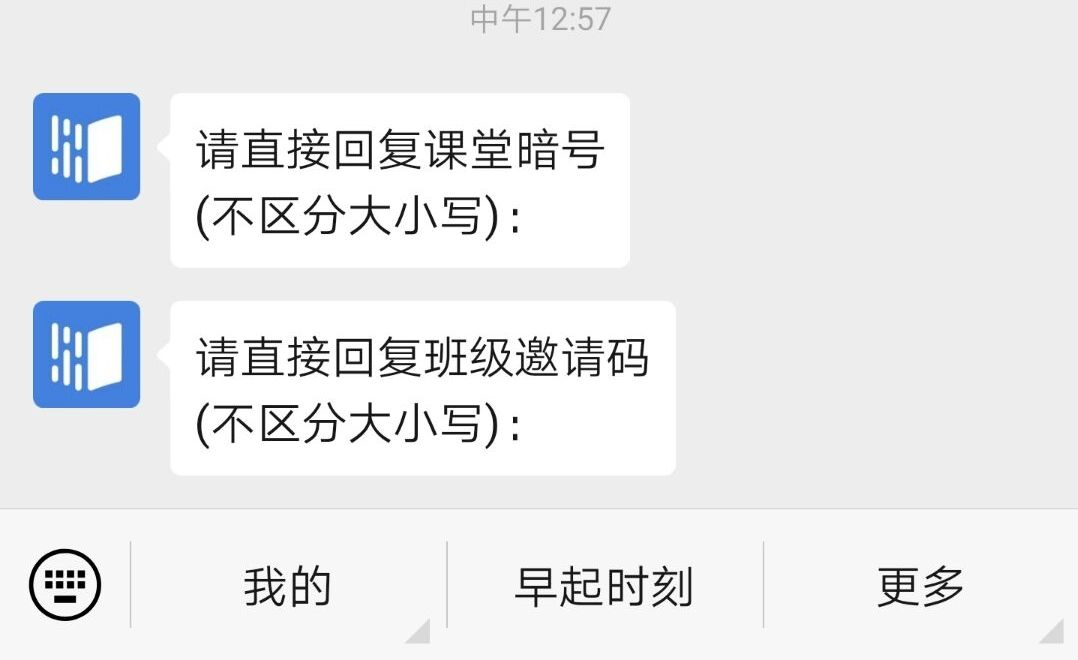 中午12:57
请直接回复课堂暗号
(不区分大小写)：
请直接回复班级邀请码
(不区分大小写)：
我的
早起时刻
更多